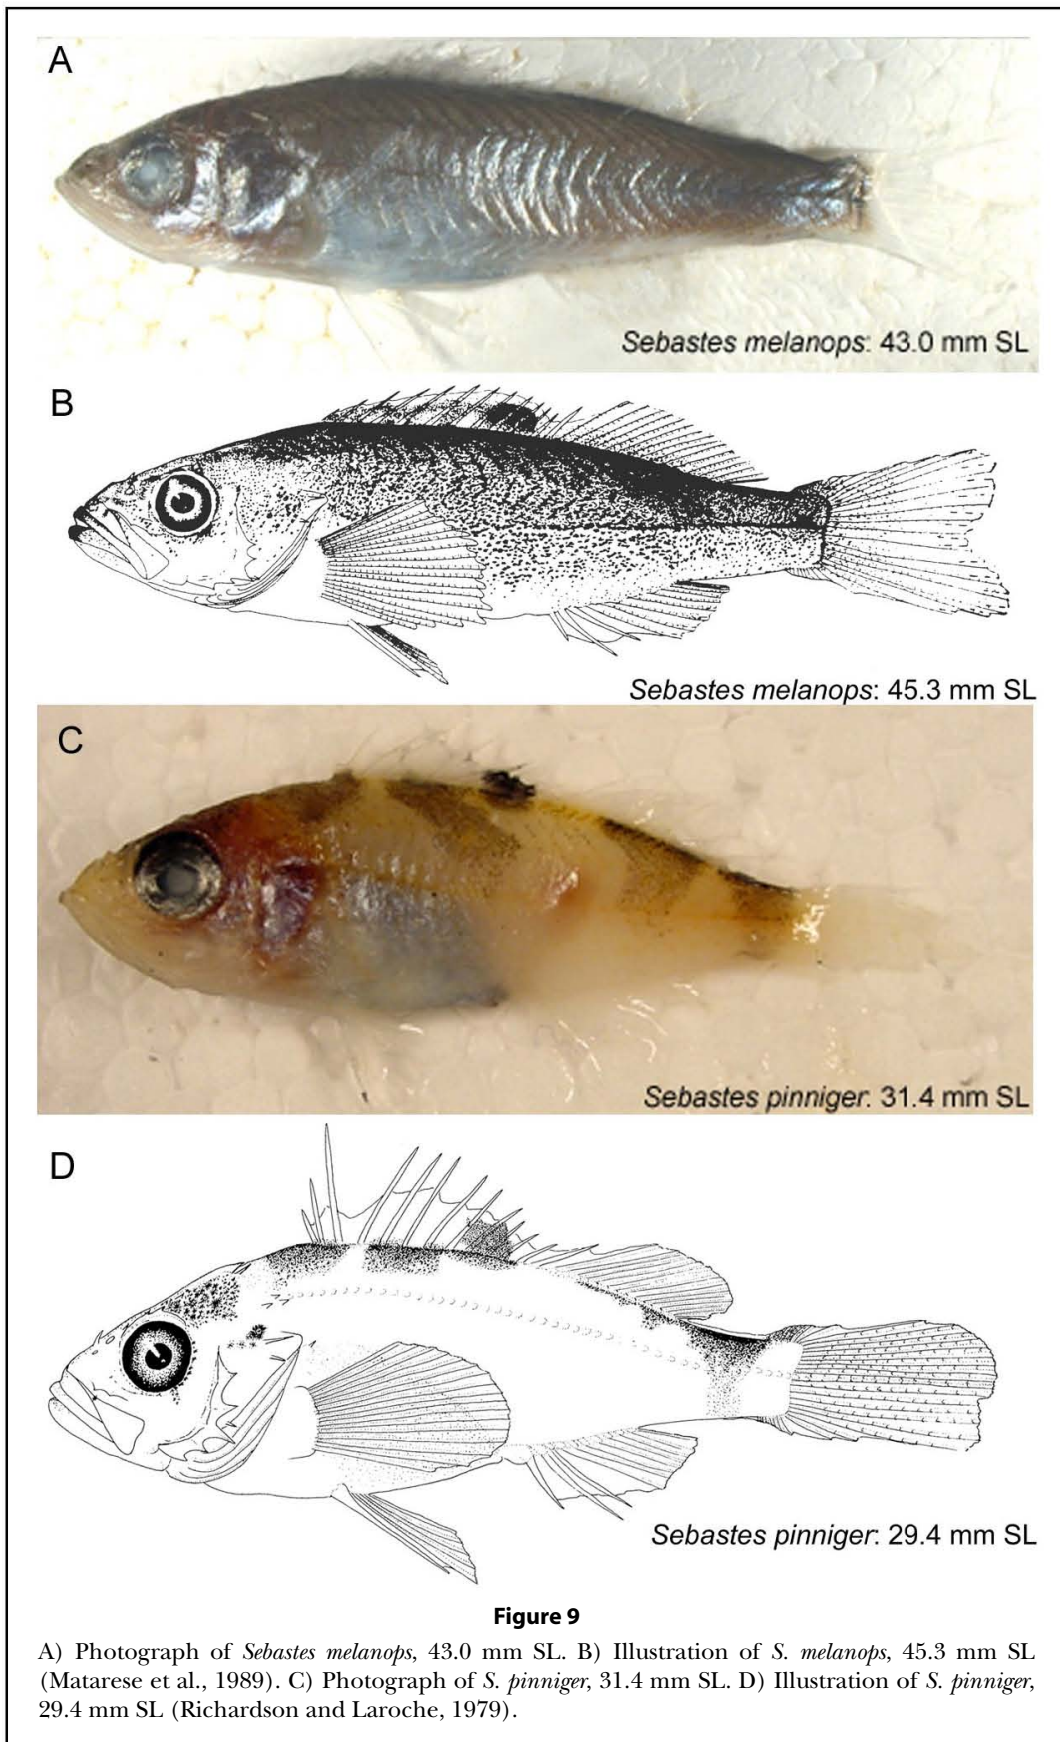 A
Sebastes melanops: 43.0 mm SL
B
Sebastes melanops: 45.3 mm SL
C
Sebastes pinniger: 31.4 mm SL
D
Sebastes pinniger: 29.4 mm SL
Figure 9
A) Photograph of Sebastes melanops, 43.0 mm SL. B) Illustration of S. melanops, 45.3 mm SL
(Matarese et al., 1989). C) Photograph of S. pinniger, 31.4 mm SL. D) Illustration of S. pinniger,
29.4 mm SL (Richardson and Laroche, 1979).